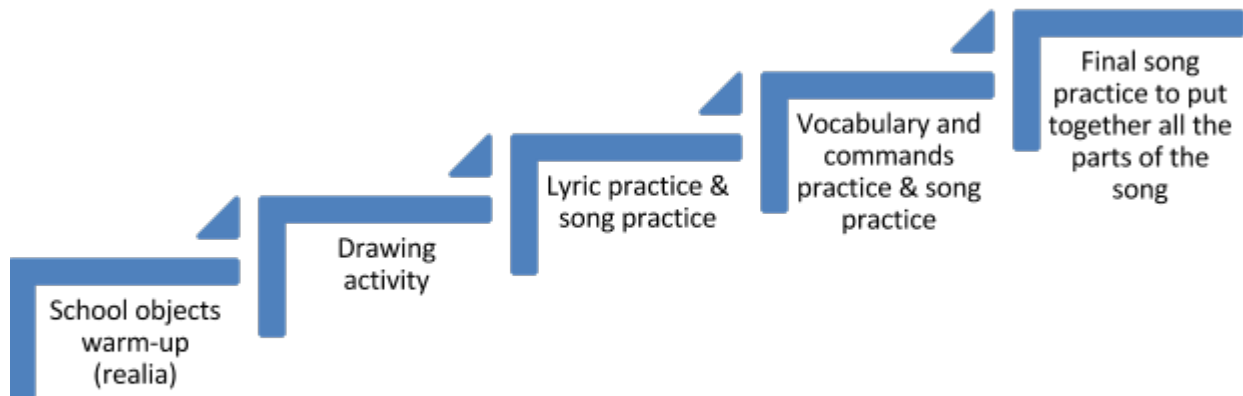 School objects
warm-up
(realia)
Drawing
activity
Lyric practice &
song practice
Vocabulary and
commands
practice & song
practice
Final song
practice to put
together all the
parts of the
song